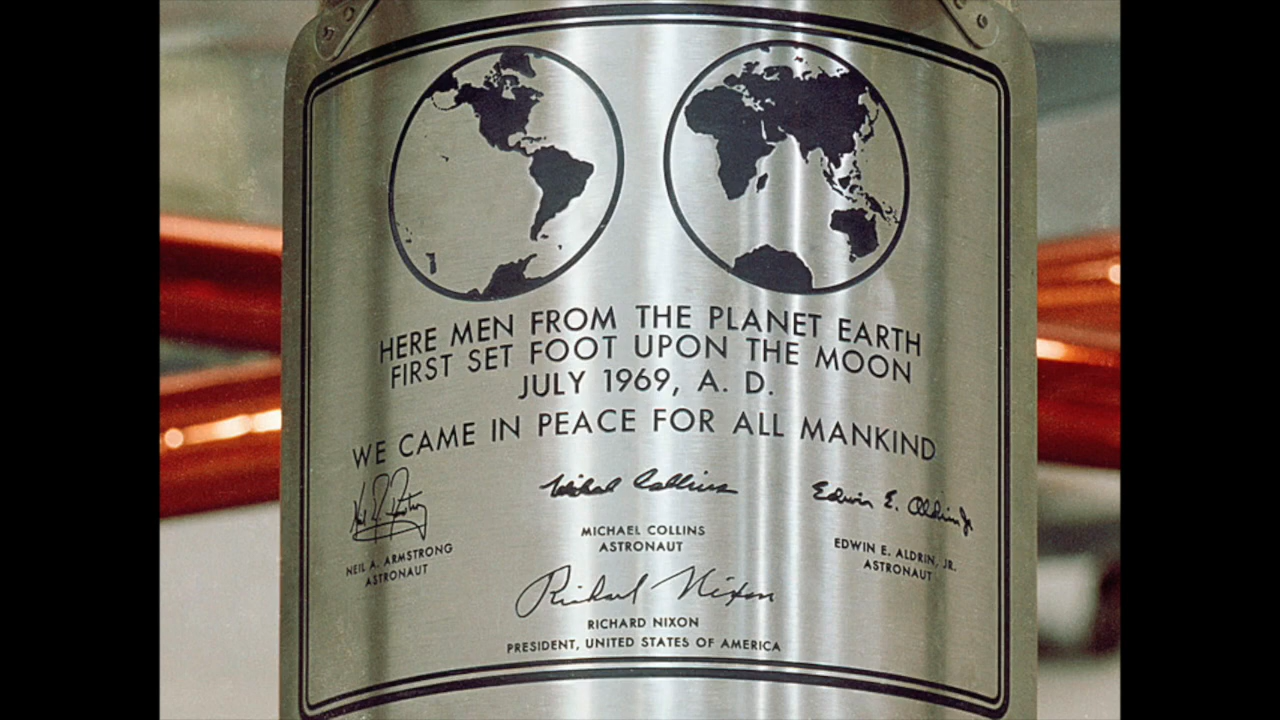 HERE MEN FROM THE PLANET EARTH
FIRST SET FOOT UPON THE MOON
JULY 1969, A. D.
WE CAME IN PEACE FOR ALL MANKIND
Neil A. Armstrong
Michael Collins
Edwin E. Aldrin Jr
NEIL A. ARMSTRONG
ASTRONAUT
MICHAEL COLLINS
ASTRONAUT
EDWIN E. ALDRIN, JR.
ASTRONAUT
Richard Nixon
RICHARD NIXON
PRESIDENT, UNITED STATES OF AMERICA